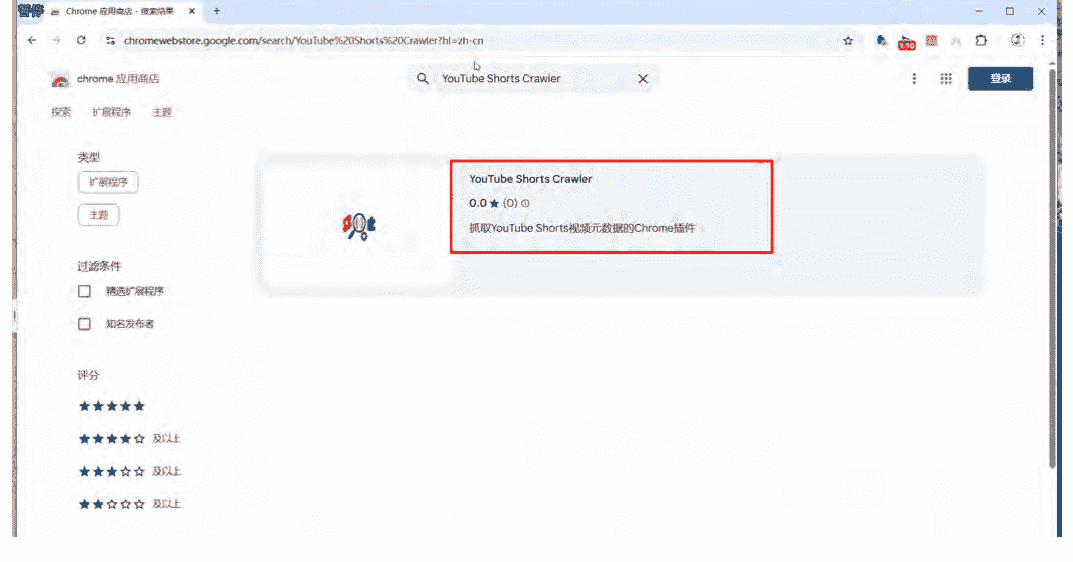 暂停
Chrome 应用商店 - 搜索结果
chromewebstore.google.com/search/YouTube%20Shorts%20Crawler?hl=zh-cn
chrome 应用商店
YouTube Shorts Crawler
登录
探索 扩展程序 主题
类型
扩展程序
主题
YouTube Shorts Crawler
0.0 ★ (0)
抓取YouTube Shorts视频元数据的Chrome插件
过滤条件
精选扩展程序
知名发布者
评分
及以上
及以上
及以上